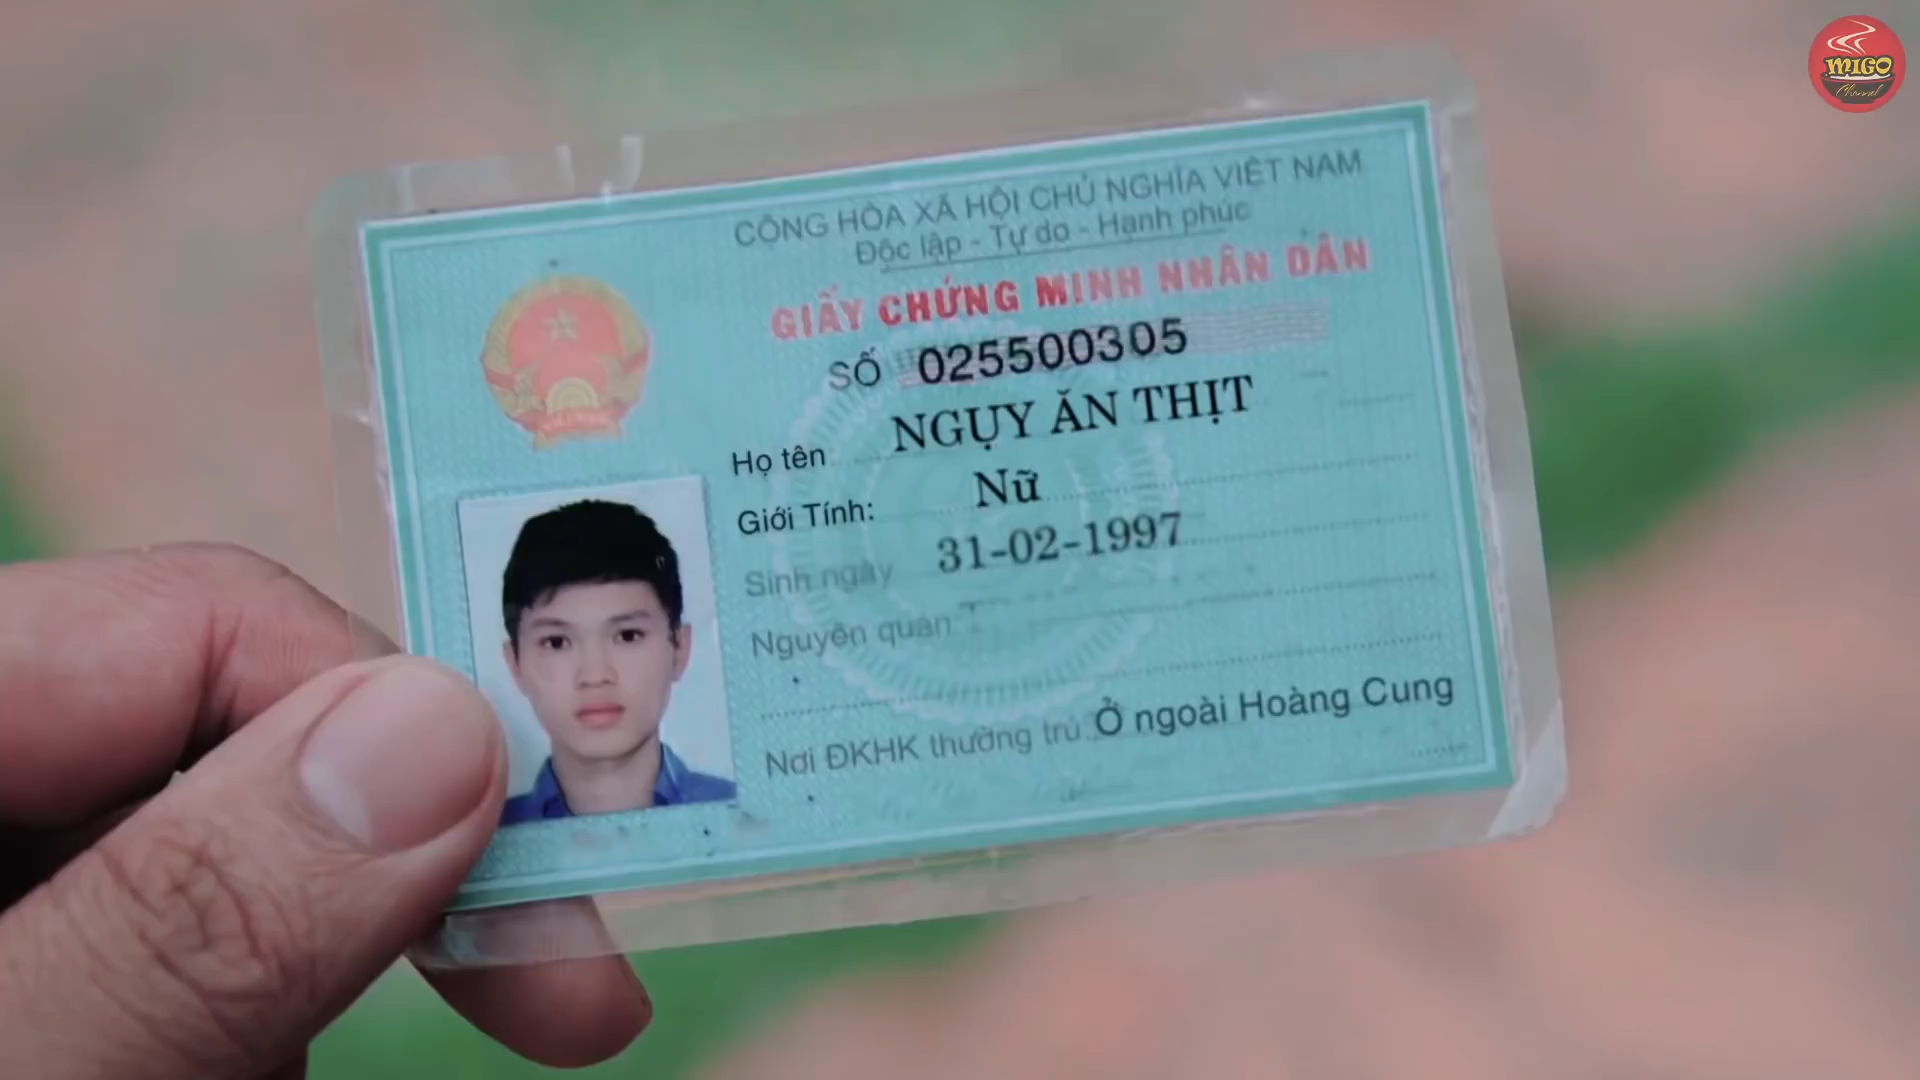 MIGO
Channel
CỘNG HÒA XÃ HỘI CHỦ NGHĨA VIỆT NAM
Độc lập - Tự do - Hạnh phúc
GIẤY CHỨNG MINH NHÂN DÂN
SỐ 025500305
Họ tên NGỤY ĂN THỊT
Giới Tính: Nữ
Sinh ngày 31-02-1997
Nguyên quán
Nơi ĐKHK thường trú Ở ngoài Hoàng Cung